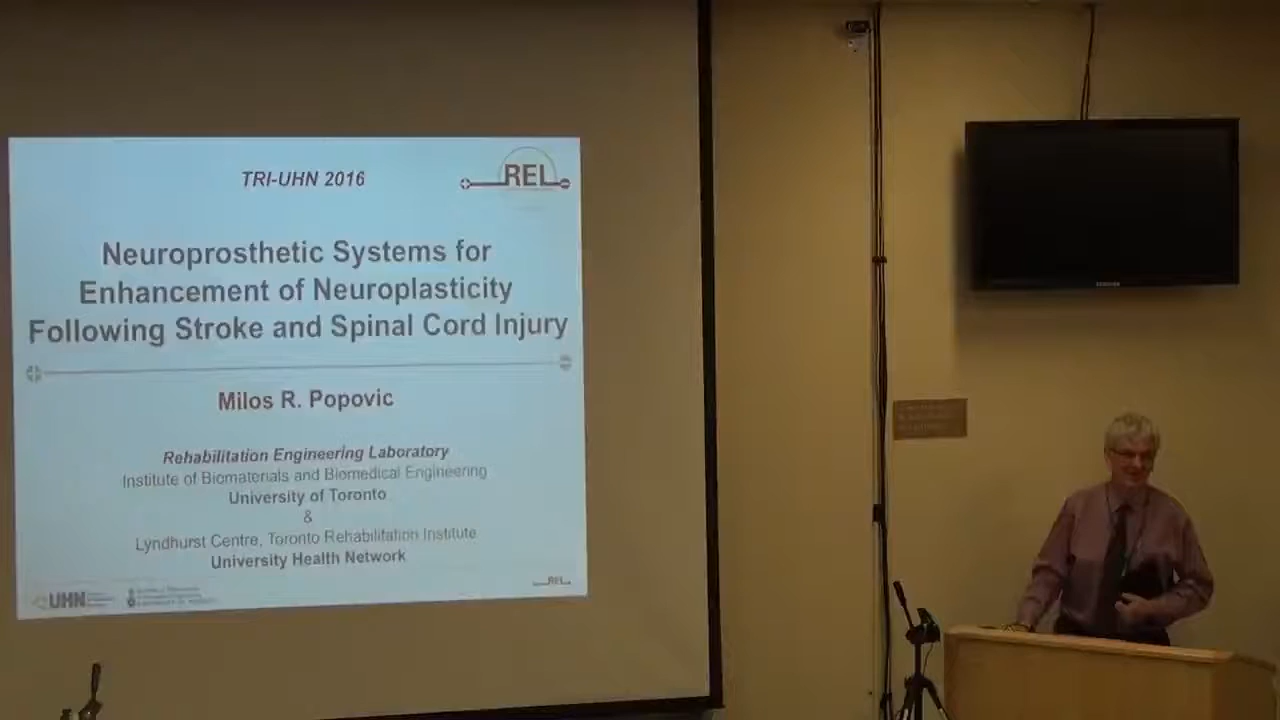 TRI-UHN 2016
REL
Neuroprosthetic Systems for
Enhancement of Neuroplasticity
Following Stroke and Spinal Cord Injury
Milos R. Popovic
Rehabilitation Engineering Laboratory
Institute of Biomaterials and Biomedical Engineering
University of Toronto
&
Lyndhurst Centre, Toronto Rehabilitation Institute
University Health Network
UHN
REL
SAMSUNG